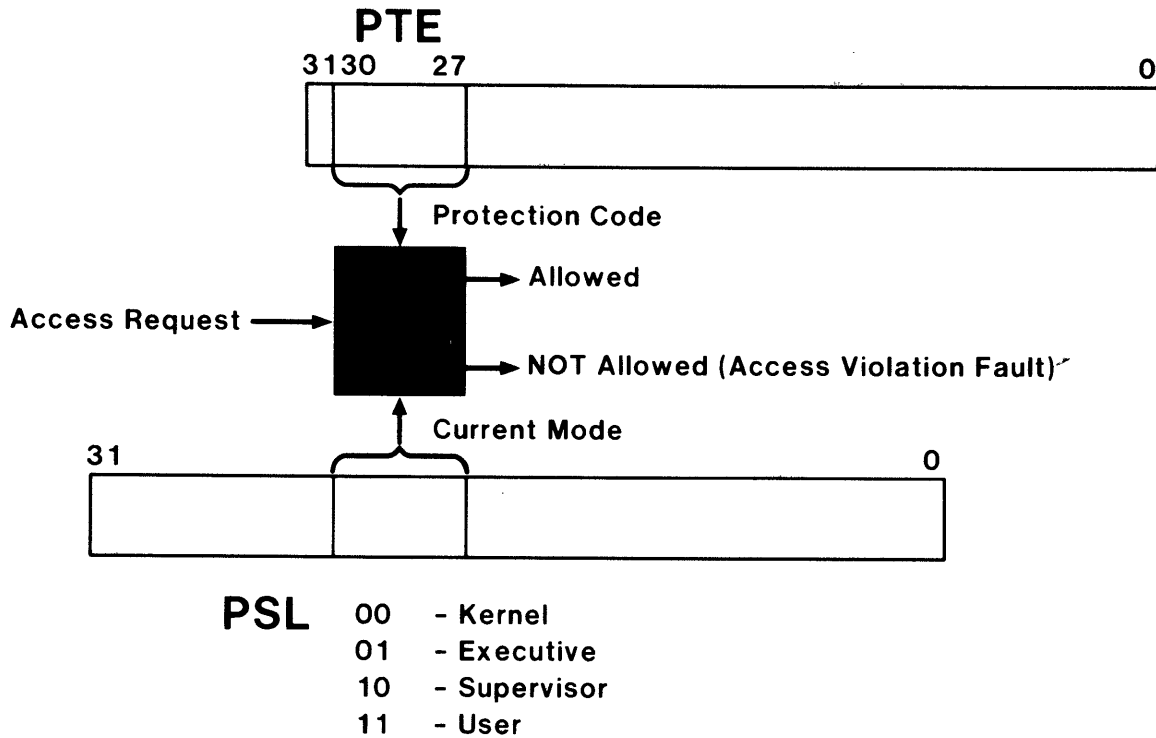 PTE
31 30 27 0
Protection Code
Allowed
Access Request
NOT Allowed (Access Violation Fault)
Current Mode
31 0
PSL 00 - Kernel
01 - Executive
10 - Supervisor
11 - User